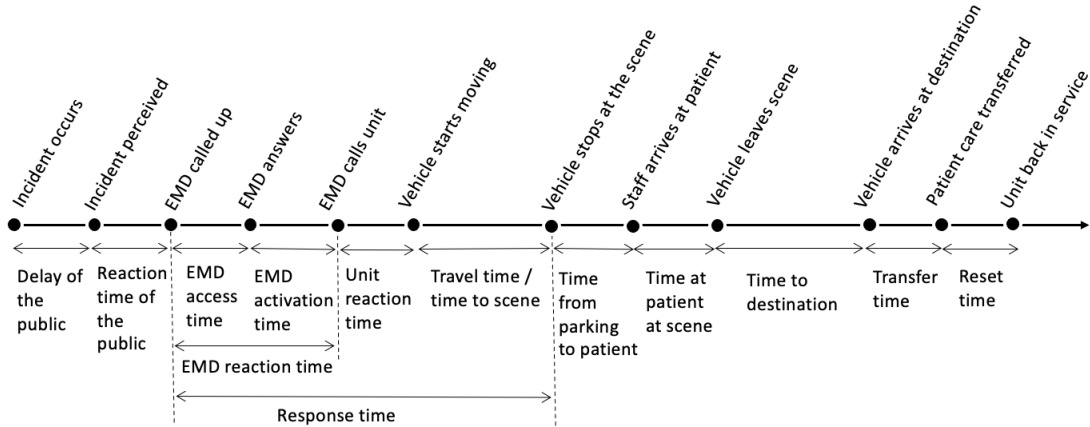 Incident occurs
Incident perceived
EMD called up
EMD answers
EMD calls unit
Vehicle starts moving
Vehicle stops at the scene
Staff arrives at patient
Vehicle leaves scene
Vehicle arrives at destination
Patient care transferred
Unit back in service
Delay of
the
public
Reaction
time of
the
public
EMD
access
time
EMD
activation
time
Unit
reaction
time
Travel time /
time to scene
Time
from
parking
to patient
Time at
patient
at scene
Time to
destination
Transfer
time
Reset
time
EMD reaction time
Response time